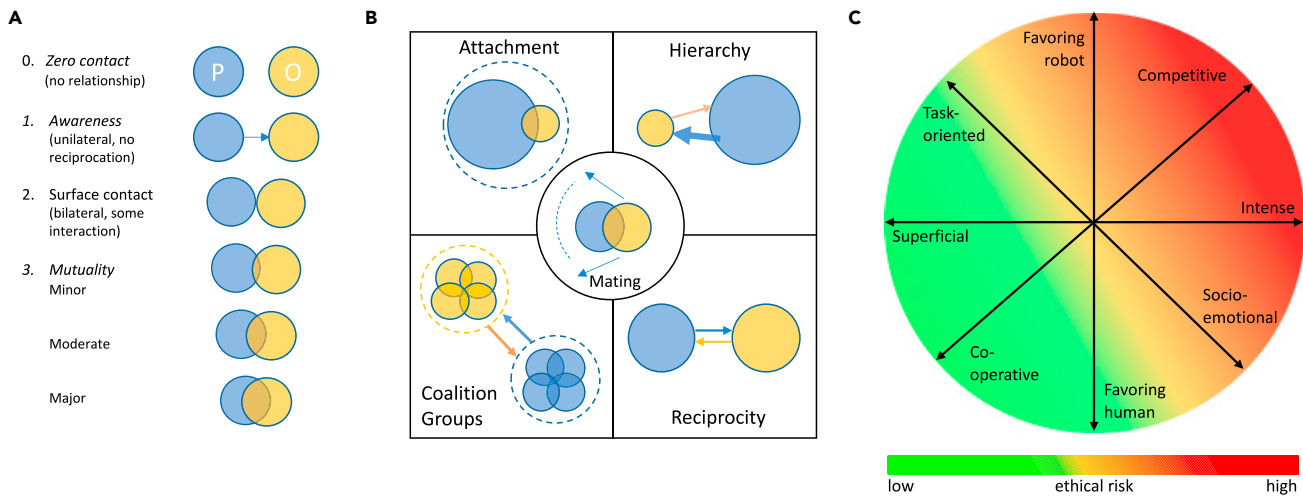 A
0. Zero contact
(no relationship)
P
O
1. Awareness
(unilateral, no
reciprocation)
2. Surface contact
(bilateral, some
interaction)
3. Mutuality
Minor
Moderate
Major
B
Attachment
Hierarchy
Mating
Coalition
Groups
Reciprocity
C
Favoring
robot
Competitive
Task-
oriented
Intense
Superficial
Socio-
emotional
Co-
operative
Favoring
human
low
ethical risk
high